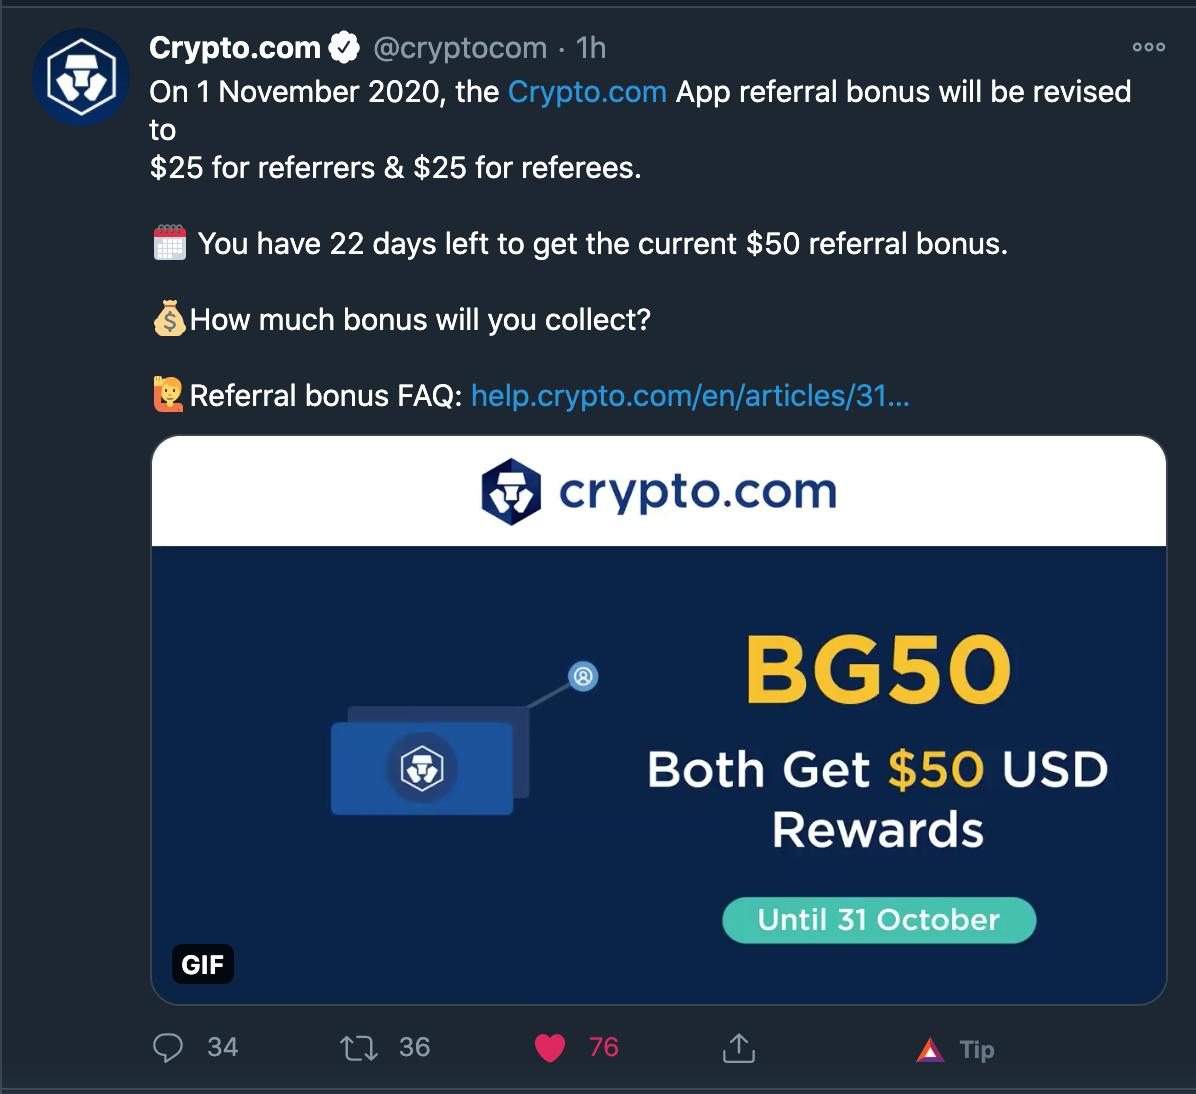 Crypto.com @cryptocom · 1h
On 1 November 2020, the Crypto.com App referral bonus will be revised
to
$25 for referrers & $25 for referees.
You have 22 days left to get the current $50 referral bonus.
How much bonus will you collect?
Referral bonus FAQ: help.crypto.com/en/articles/31...
crypto.com
BG50
Both Get $50 USD
Rewards
Until 31 October
GIF
34 36 76 Tip